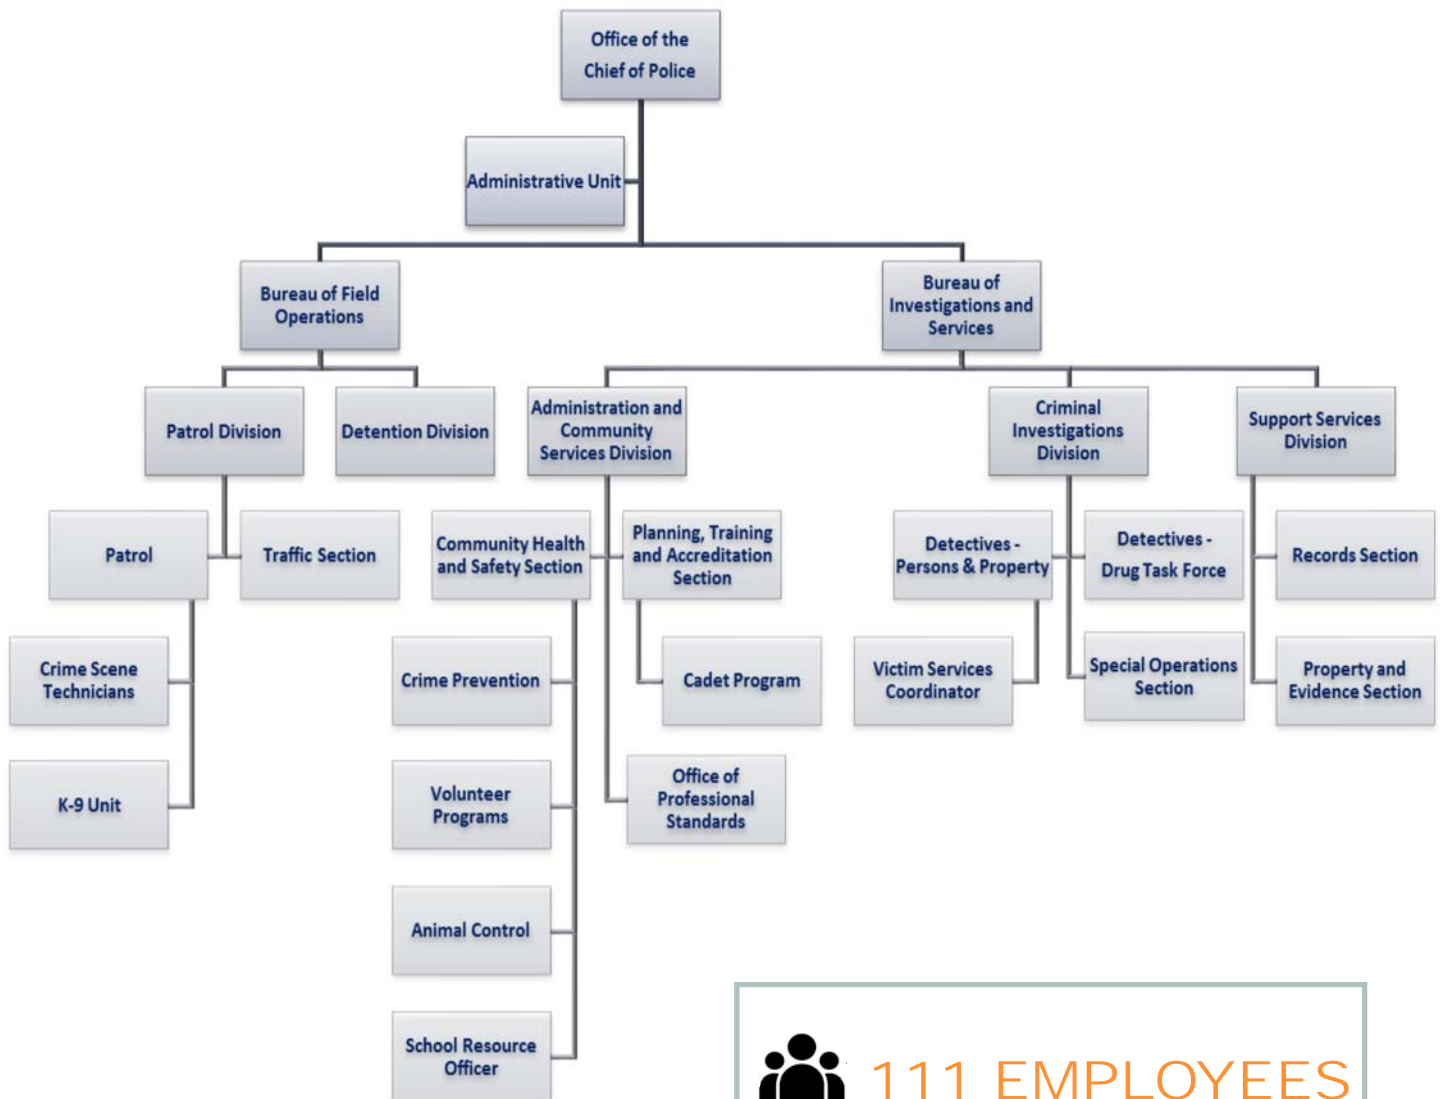 Office of the
Chief of Police
Administrative Unit
Bureau of Field
Operations
Bureau of
Investigations and
Services
Patrol Division
Detention Division
Administration and
Community
Services Division
Criminal
Investigations
Division
Support Services
Division
Patrol
Traffic Section
Community Health
and Safety Section
Planning, Training
and Accreditation
Section
Detectives -
Persons & Property
Detectives -
Drug Task Force
Records Section
Crime Scene
Technicians
Crime Prevention
Cadet Program
Victim Services
Coordinator
Special Operations
Section
Property and
Evidence Section
K-9 Unit
Volunteer
Programs
Office of
Professional
Standards
Animal Control
School Resource
Officer
111 EMPLOYEES